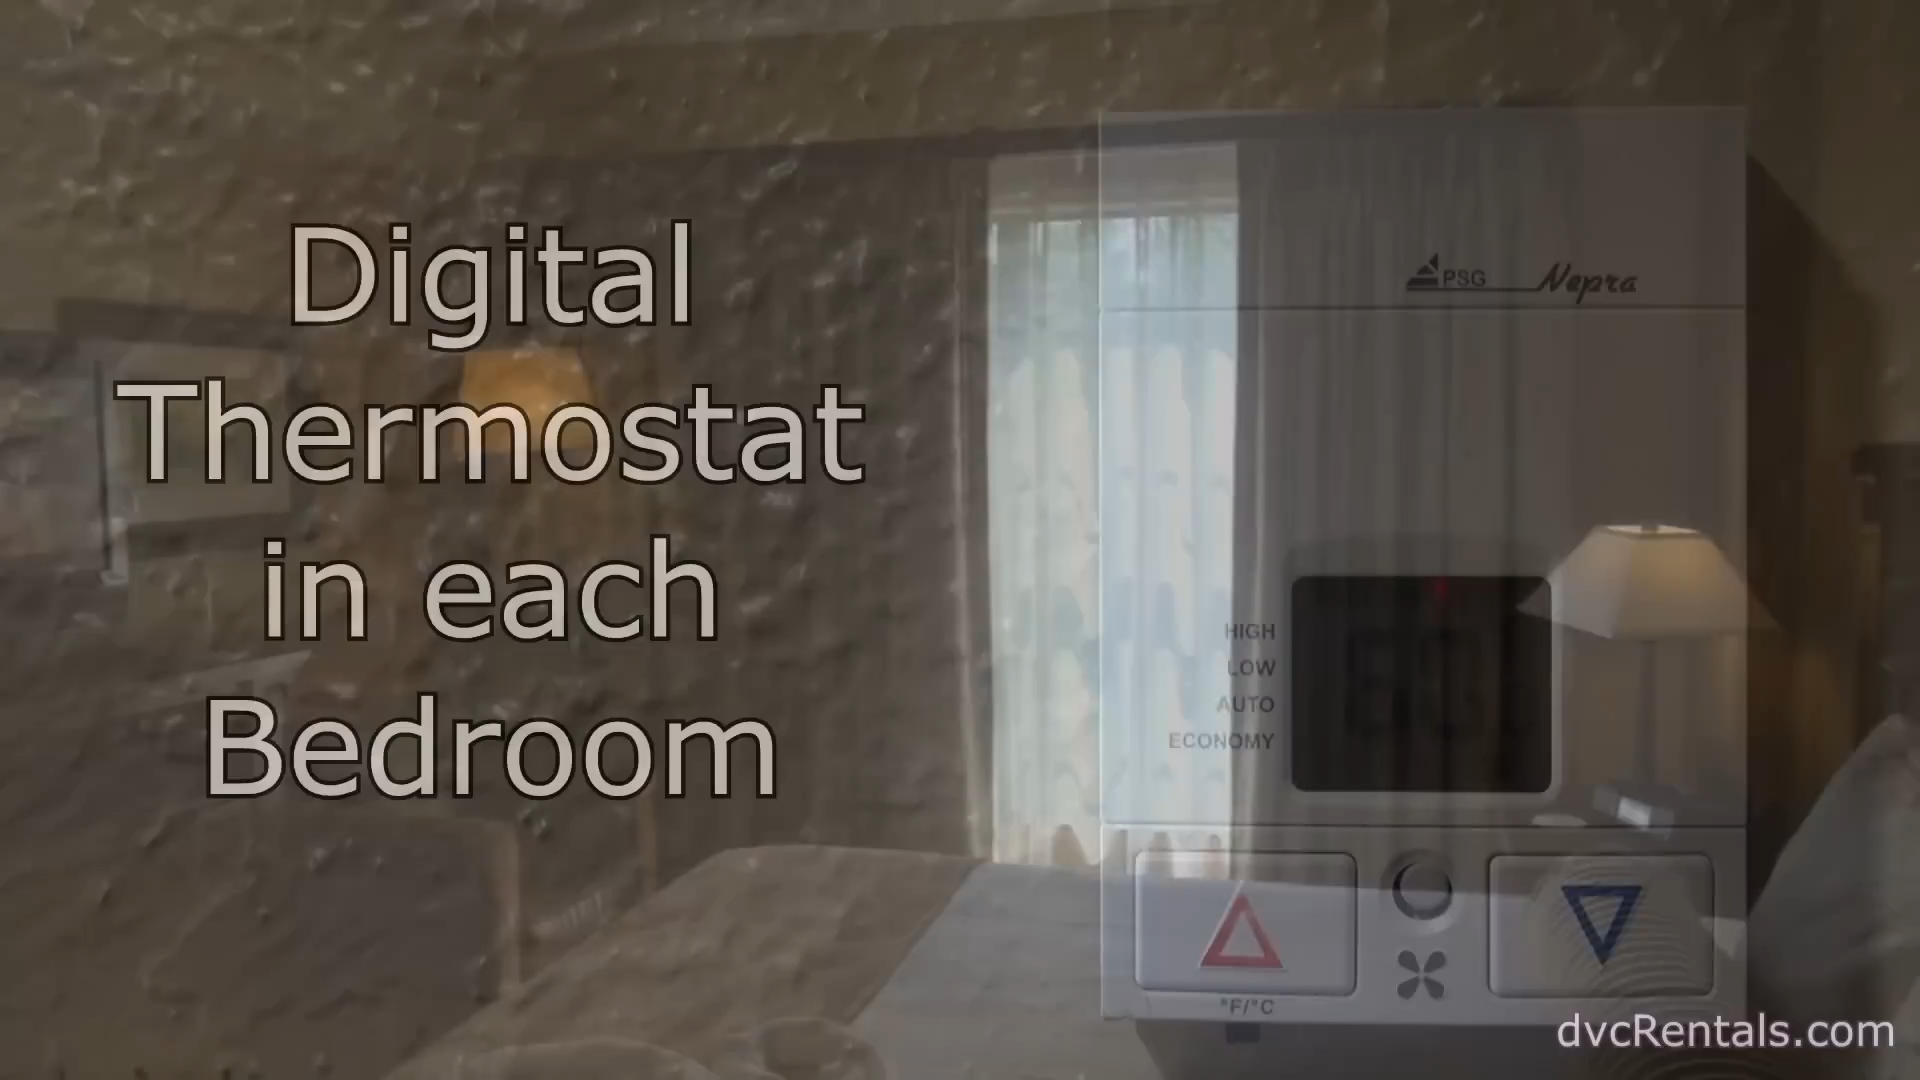 Digital
Thermostat
in each
Bedroom
PSG Nepra
HIGH
LOW
AUTO
ECONOMY
°F/°C
dvcRentals.com